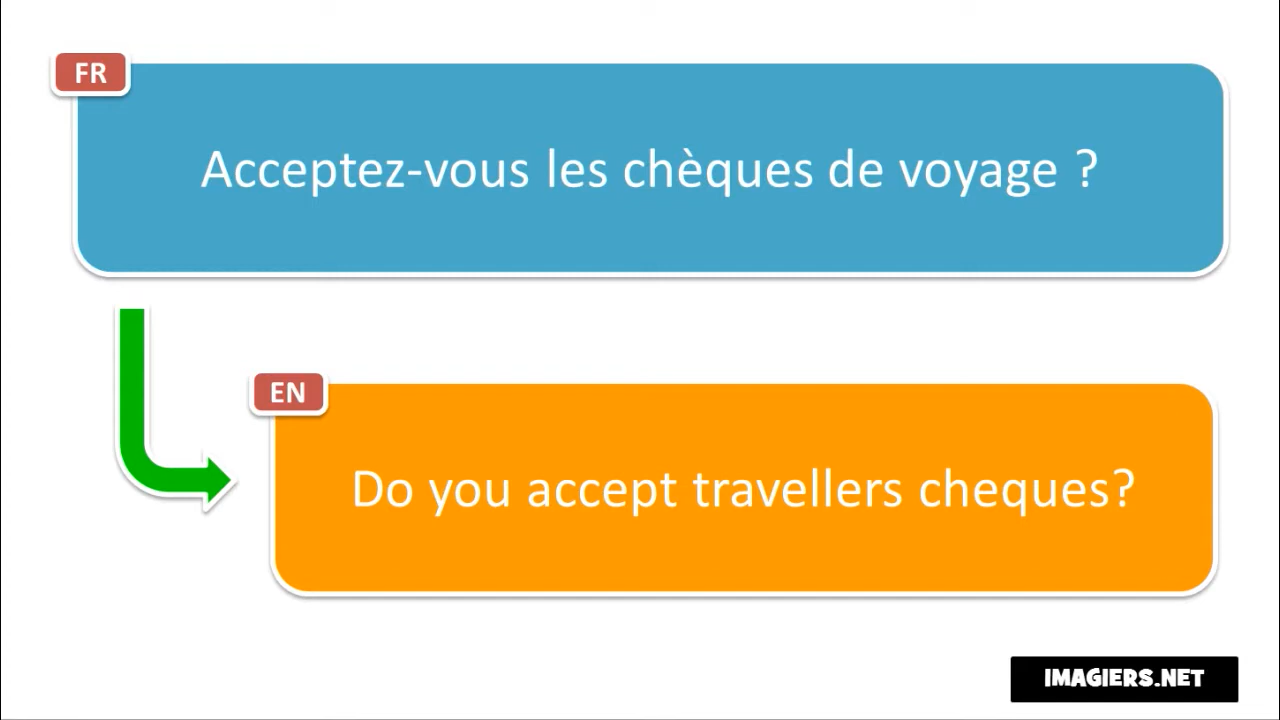 FR
Acceptez-vous les chèques de voyage ?
EN
Do you accept travellers cheques?
IMAGIERS.NET